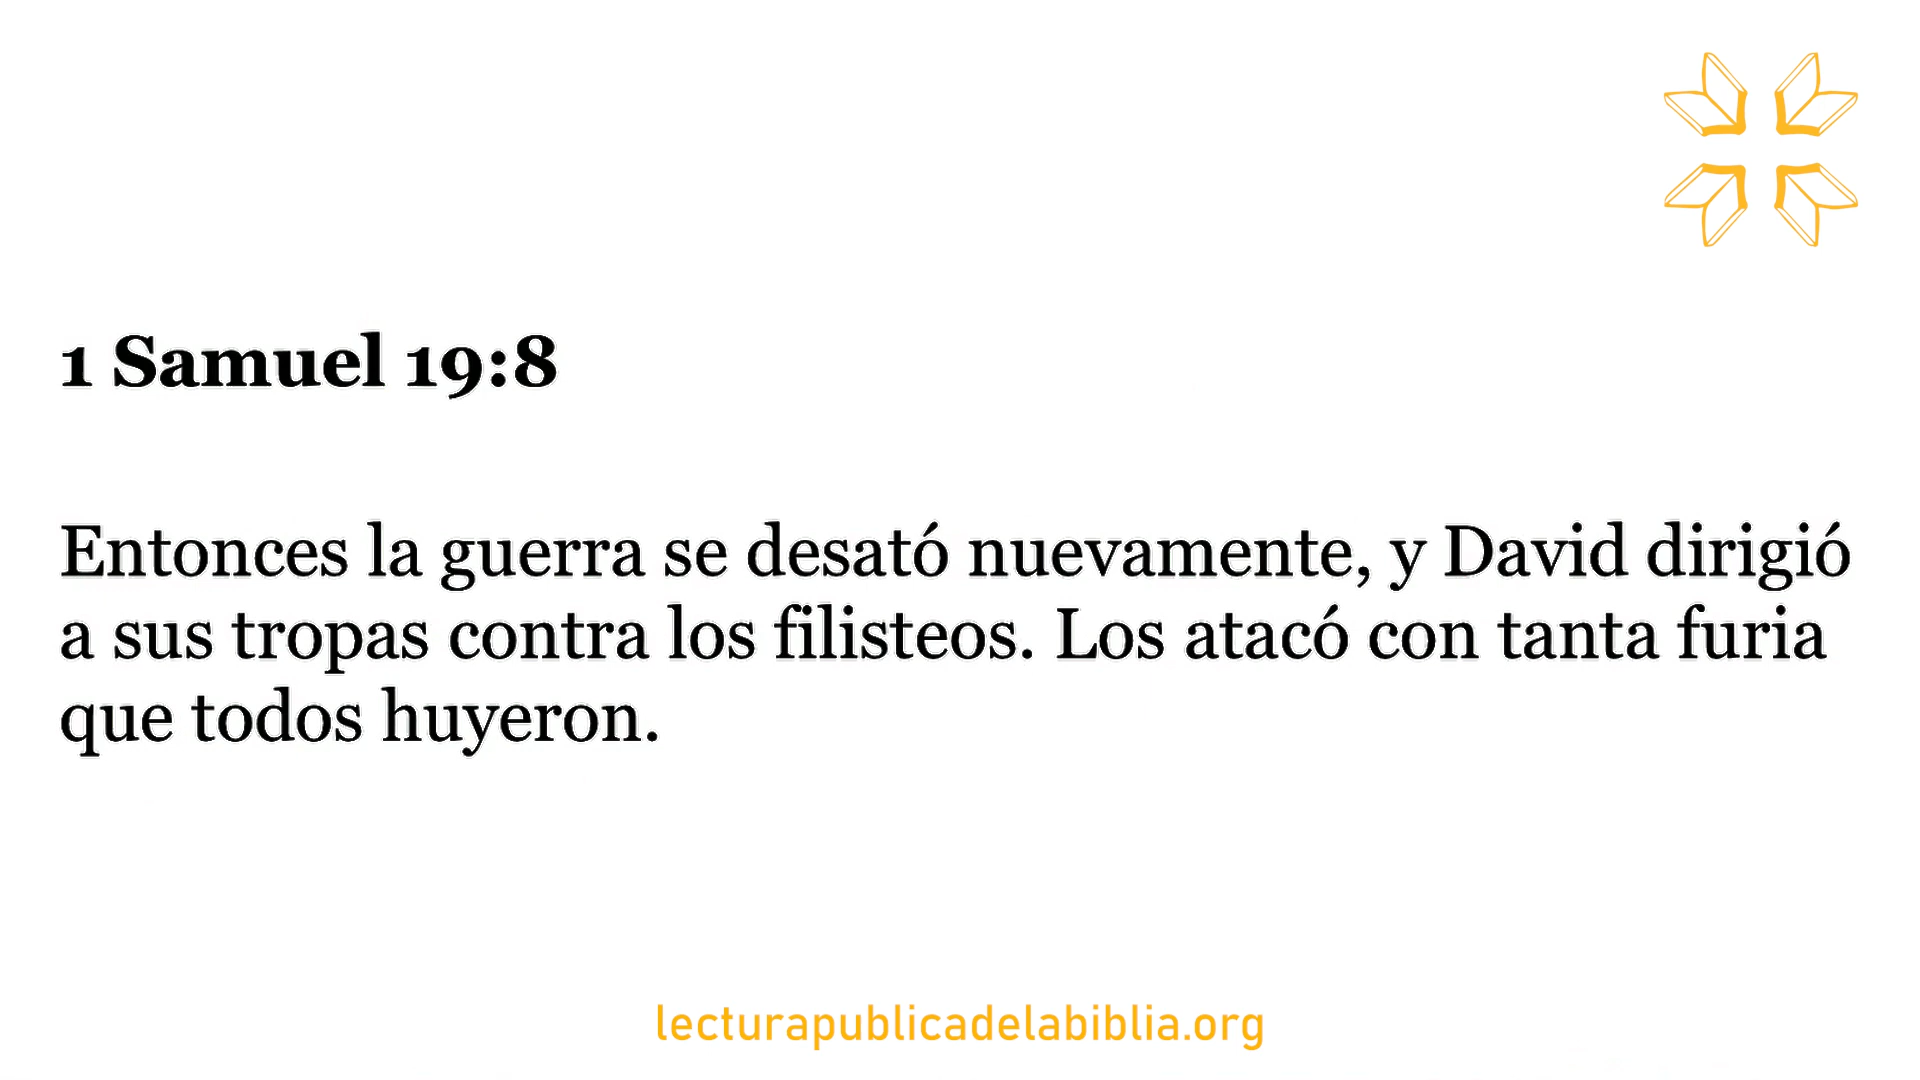 1 Samuel 19:8
Entonces la guerra se desató nuevamente, y David dirigió
a sus tropas contra los filisteos. Los atacó con tanta furia
que todos huyeron.
lecturapublicadelabiblia.org